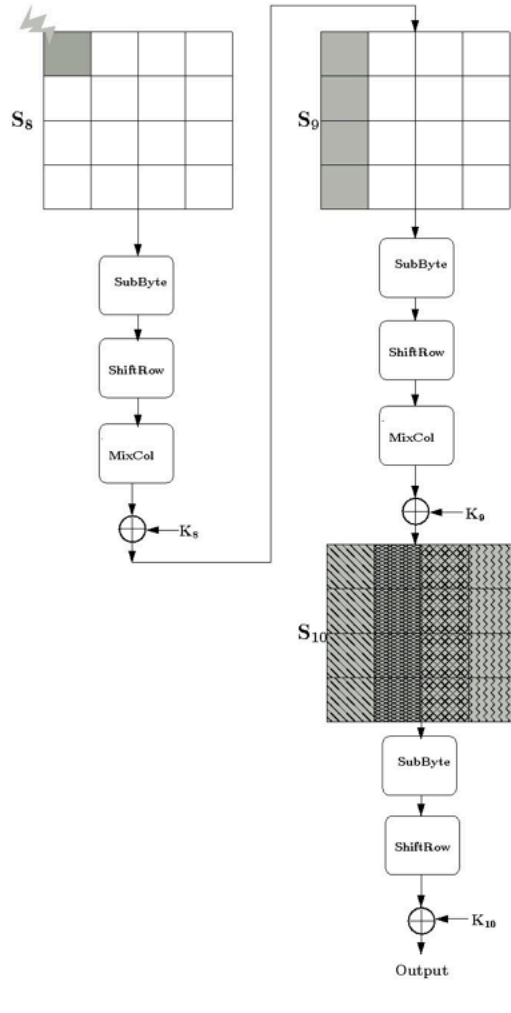 S8
SubByte
ShiftRow
MixCol
K8
S9
SubByte
ShiftRow
MixCol
K9
S10
SubByte
ShiftRow
K10
Output